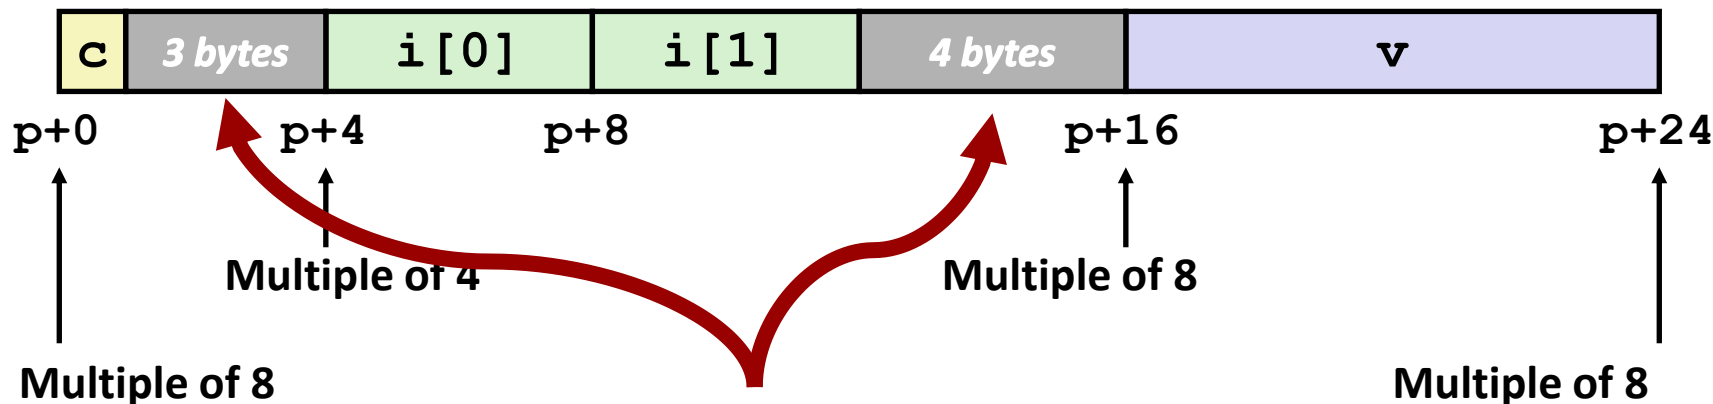 c 3 bytes i[0] i[1] 4 bytes v
p+0 p+4 p+8 p+16 p+24
Multiple of 4 Multiple of 8
Multiple of 8 Multiple of 8